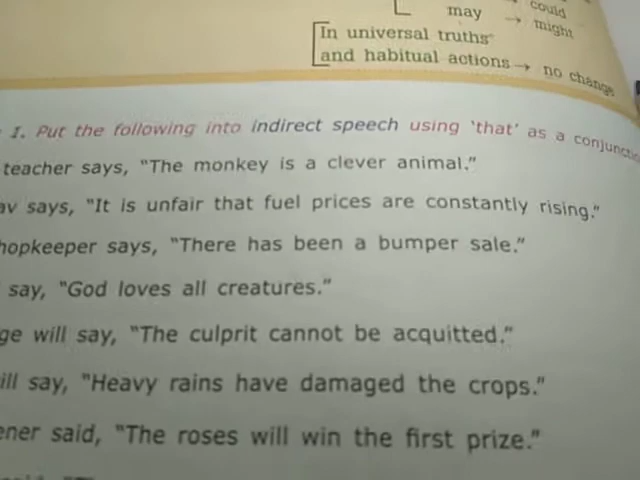 could
may → might
In universal truths
and habitual actions → no change
1. Put the following into indirect speech using 'that' as a
teacher says, "The monkey is a clever animal."
says, "It is unfair that fuel prices are constantly rising."
hopkeeper says, "There has been a bumper sale."
say, "God loves all creatures."
ge will say, "The culprit cannot be acquitted."
ill say, "Heavy rains have damaged the crops."
ener said, "The roses will win the first prize."